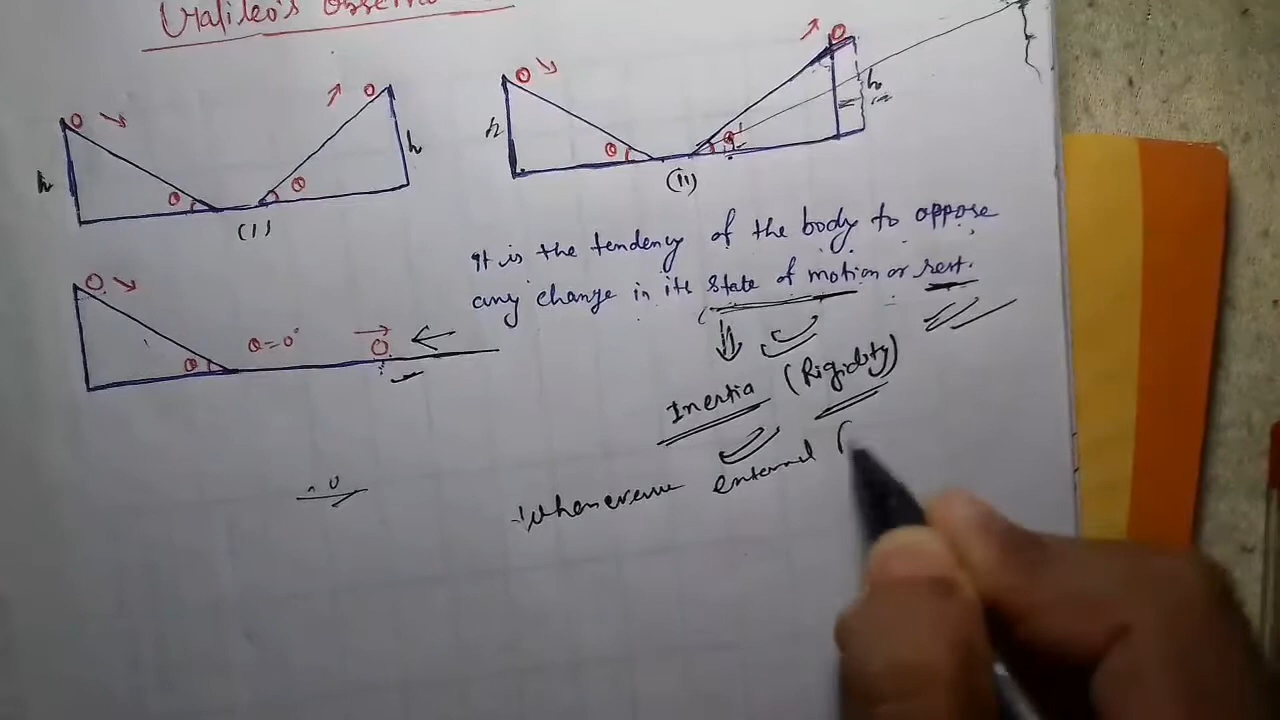 Galileo's Observa
h
O
θ
θ
O
h
(I)
h
O
θ
θ
O
h
(II)
It is the tendency of the body to oppose
any change in its state of motion or rest.
O
θ
θ=0°
O
Inertia (Rigidity)
external (